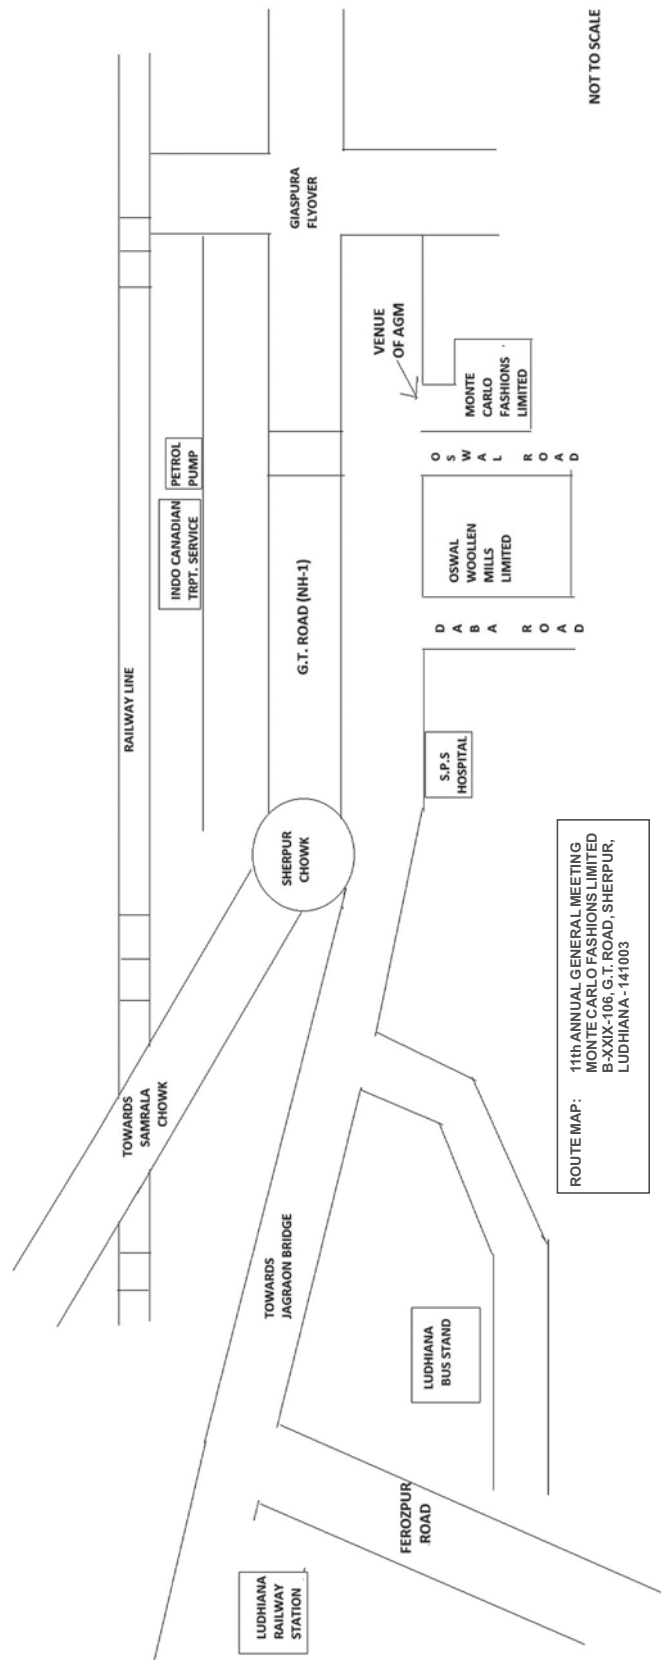 RAILWAY LINE
NOT TO SCALE
GIASPURA
FLYOVER
VENUE
OF AGM
MONTE
CARLO
FASHIONS
LIMITED
PETROL
PUMP
INDO CANADIAN
TRPT. SERVICE
OSWAL ROAD
G.T. ROAD (NH-1)
OSWAL
WOOLLEN
MILLS
LIMITED
DABA ROAD
S.P.S
HOSPITAL
SHERPUR
CHOWK
TOWARDS
SAMRALA
CHOWK
TOWARDS
JAGRAON BRIDGE
LUDHIANA
BUS STAND
FEROZPUR
ROAD
LUDHIANA
RAILWAY
STATION
ROUTE MAP: 11th ANNUAL GENERAL MEETING
MONTE CARLO FASHIONS LIMITED
B-XXIX-106, G.T. ROAD, SHERPUR,
LUDHIANA - 141003